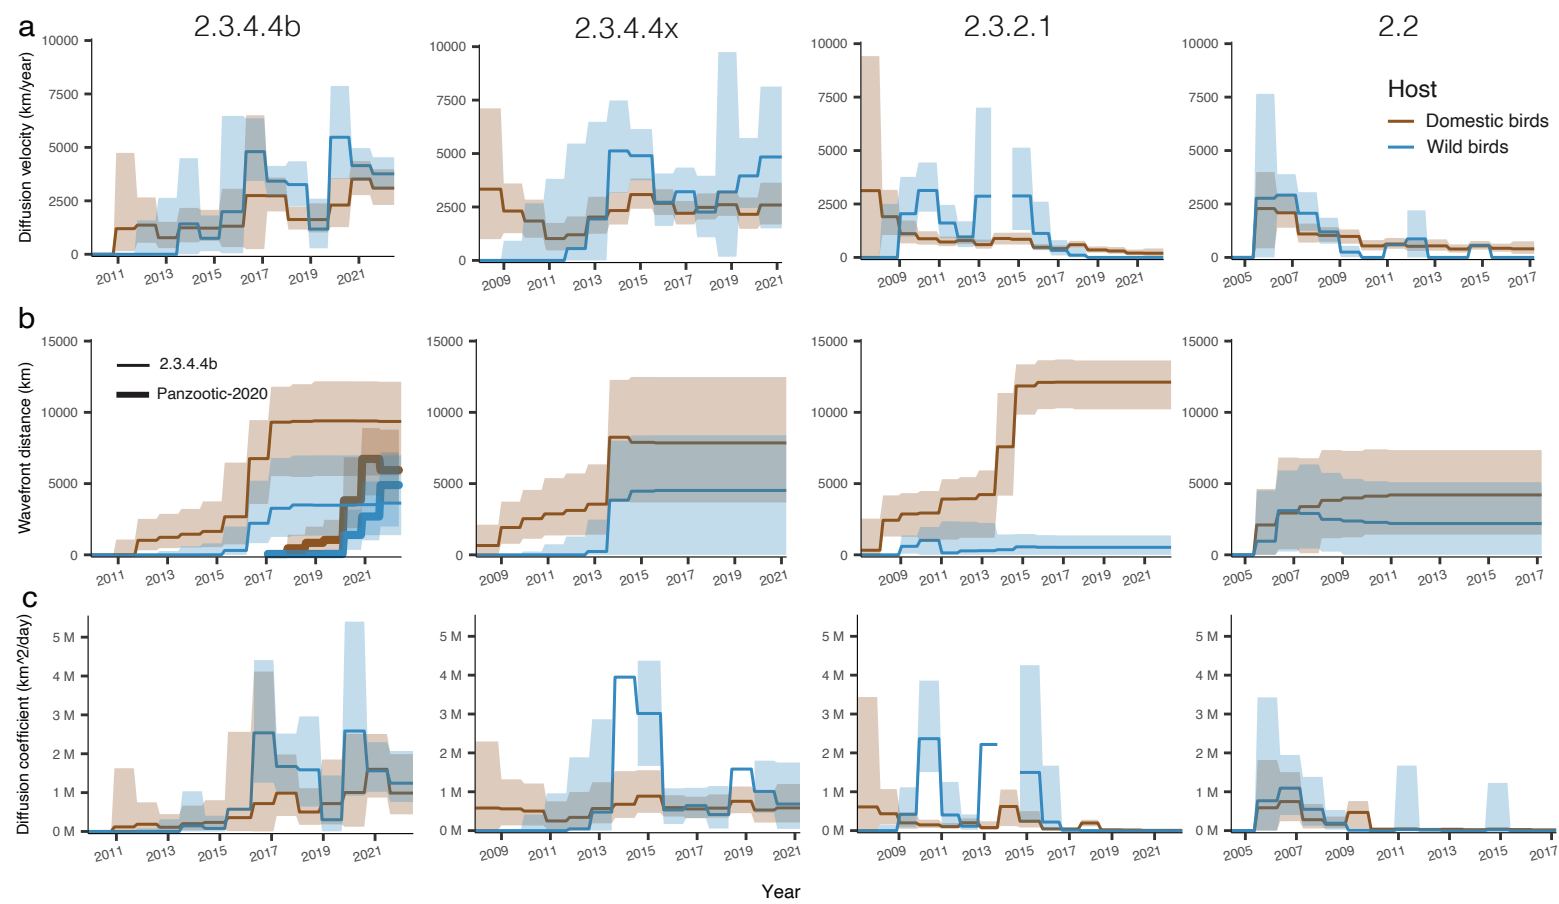 a
2.3.4.4b
2.3.4.4x
2.3.2.1
2.2
Diffusion velocity (km/year)
10000
7500
5000
2500
0
2011 2013 2015 2017 2019 2021
10000
7500
5000
2500
0
2009 2011 2013 2015 2017 2019 2021
10000
7500
5000
2500
0
2009 2011 2013 2015 2017 2019 2021
10000
7500
5000
2500
0
2005 2007 2009 2011 2013 2015 2017
Host
Domestic birds
Wild birds
b
Wavefront distance (km)
15000
10000
5000
0
2.3.4.4b
Panzootic-2020
2011 2013 2015 2017 2019 2021
15000
10000
5000
0
2009 2011 2013 2015 2017 2019 2021
15000
10000
5000
0
2009 2011 2013 2015 2017 2019 2021
15000
10000
5000
0
2005 2007 2009 2011 2013 2015 2017
c
Diffusion coefficient (km^2/day)
5 M
4 M
3 M
2 M
1 M
0 M
2011 2013 2015 2017 2019 2021
5 M
4 M
3 M
2 M
1 M
0 M
2009 2011 2013 2015 2017 2019 2021
5 M
4 M
3 M
2 M
1 M
0 M
2009 2011 2013 2015 2017 2019 2021
5 M
4 M
3 M
2 M
1 M
0 M
2005 2007 2009 2011 2013 2015 2017
Year